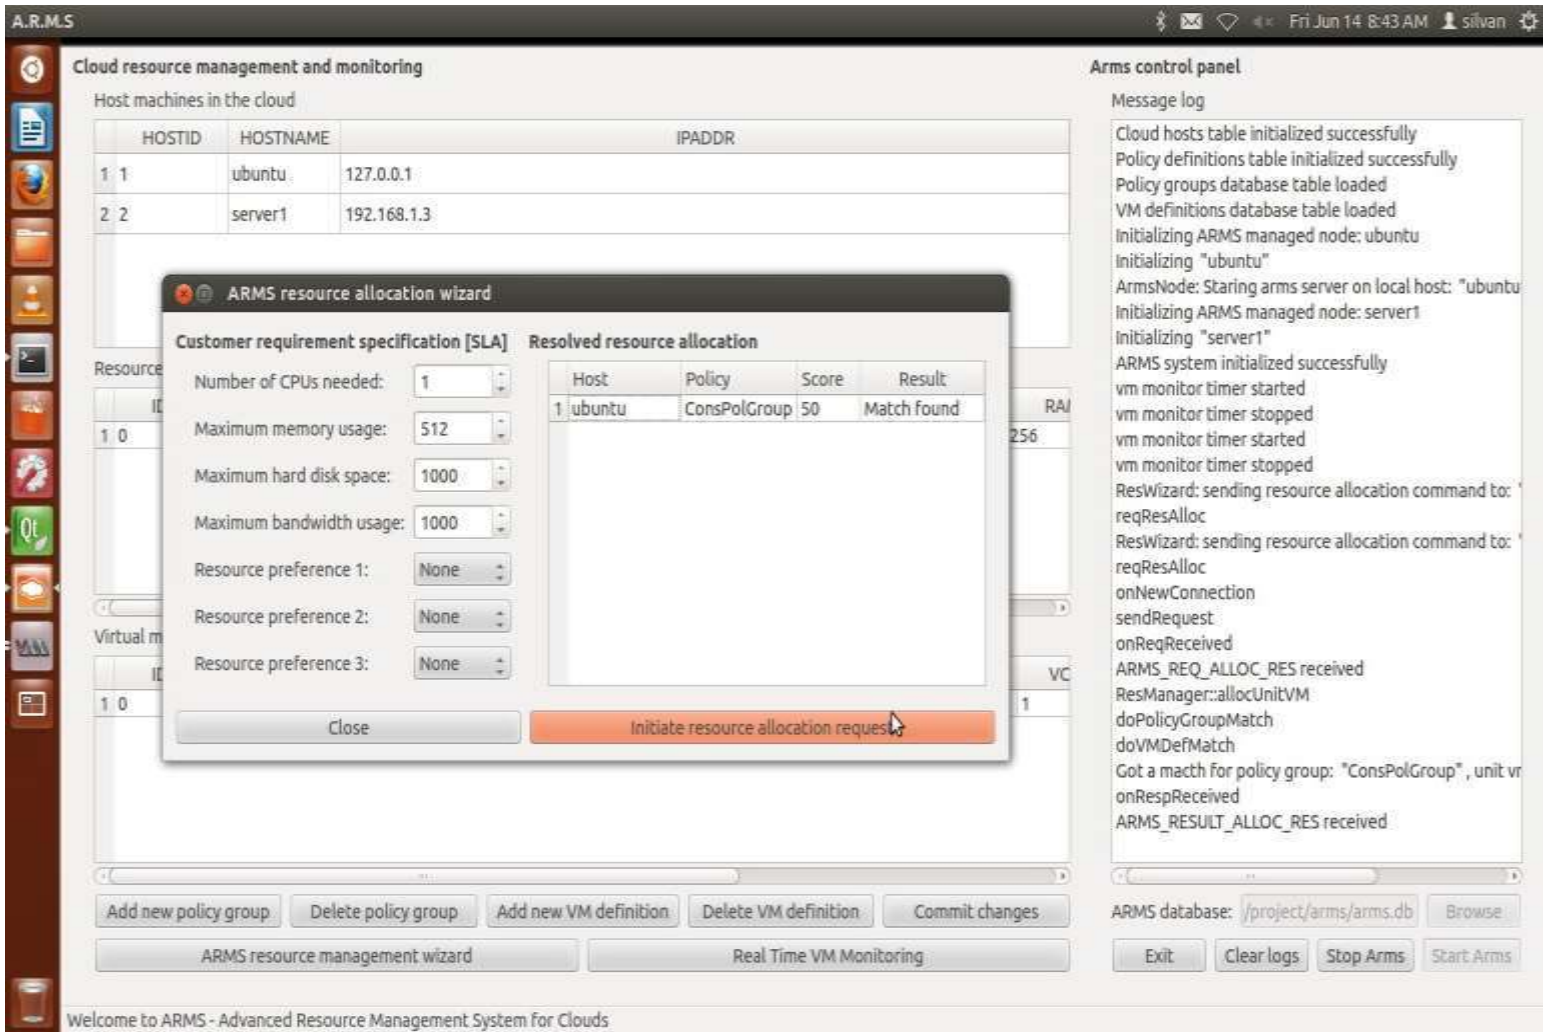 A.R.M.S
Fri Jun 14 8:43 AM silvan
Cloud resource management and monitoring
Host machines in the cloud
HOSTID HOSTNAME IPADDR
1 1 ubuntu 127.0.0.1
2 2 server1 192.168.1.3
Resource
RAI
1 0 256
Virtual m
VC
1 0 1
ARMS resource allocation wizard
Customer requirement specification [SLA]
Number of CPUs needed: 1
Maximum memory usage: 512
Maximum hard disk space: 1000
Maximum bandwidth usage: 1000
Resource preference 1: None
Resource preference 2: None
Resource preference 3: None
Close
Resolved resource allocation
Host Policy Score Result
1 ubuntu ConsPolGroup 50 Match found
Initiate resource allocation request
Add new policy group Delete policy group Add new VM definition Delete VM definition Commit changes
ARMS resource management wizard Real Time VM Monitoring
Arms control panel
Message log
Cloud hosts table initialized successfully
Policy definitions table initialized successfully
Policy groups database table loaded
VM definitions database table loaded
Initializing ARMS managed node: ubuntu
Initializing "ubuntu"
ArmsNode: Staring arms server on local host: "ubuntu
Initializing ARMS managed node: server1
Initializing "server1"
ARMS system initialized successfully
vm monitor timer started
vm monitor timer stopped
vm monitor timer started
vm monitor timer stopped
ResWizard: sending resource allocation command to: '
reqResAlloc
ResWizard: sending resource allocation command to: '
reqResAlloc
onNewConnection
sendRequest
onReqReceived
ARMS_REQ_ALLOC_RES received
ResManager::allocUnitVM
doPolicyGroupMatch
doVMDefMatch
Got a macth for policy group: "ConsPolGroup" , unit vr
onRespReceived
ARMS_RESULT_ALLOC_RES received
ARMS database: /project/arms/arms.db Browse
Exit Clear logs Stop Arms Start Arms
Welcome to ARMS - Advanced Resource Management System for Clouds